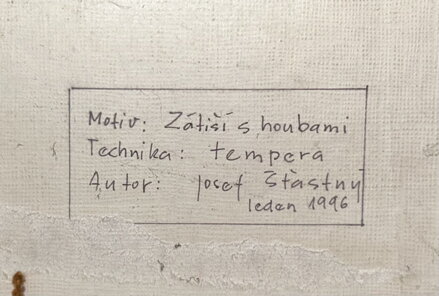 Motiv: Zátiší s houbami
Technika: tempera
Autor: Josef Šťastný
leden 1996